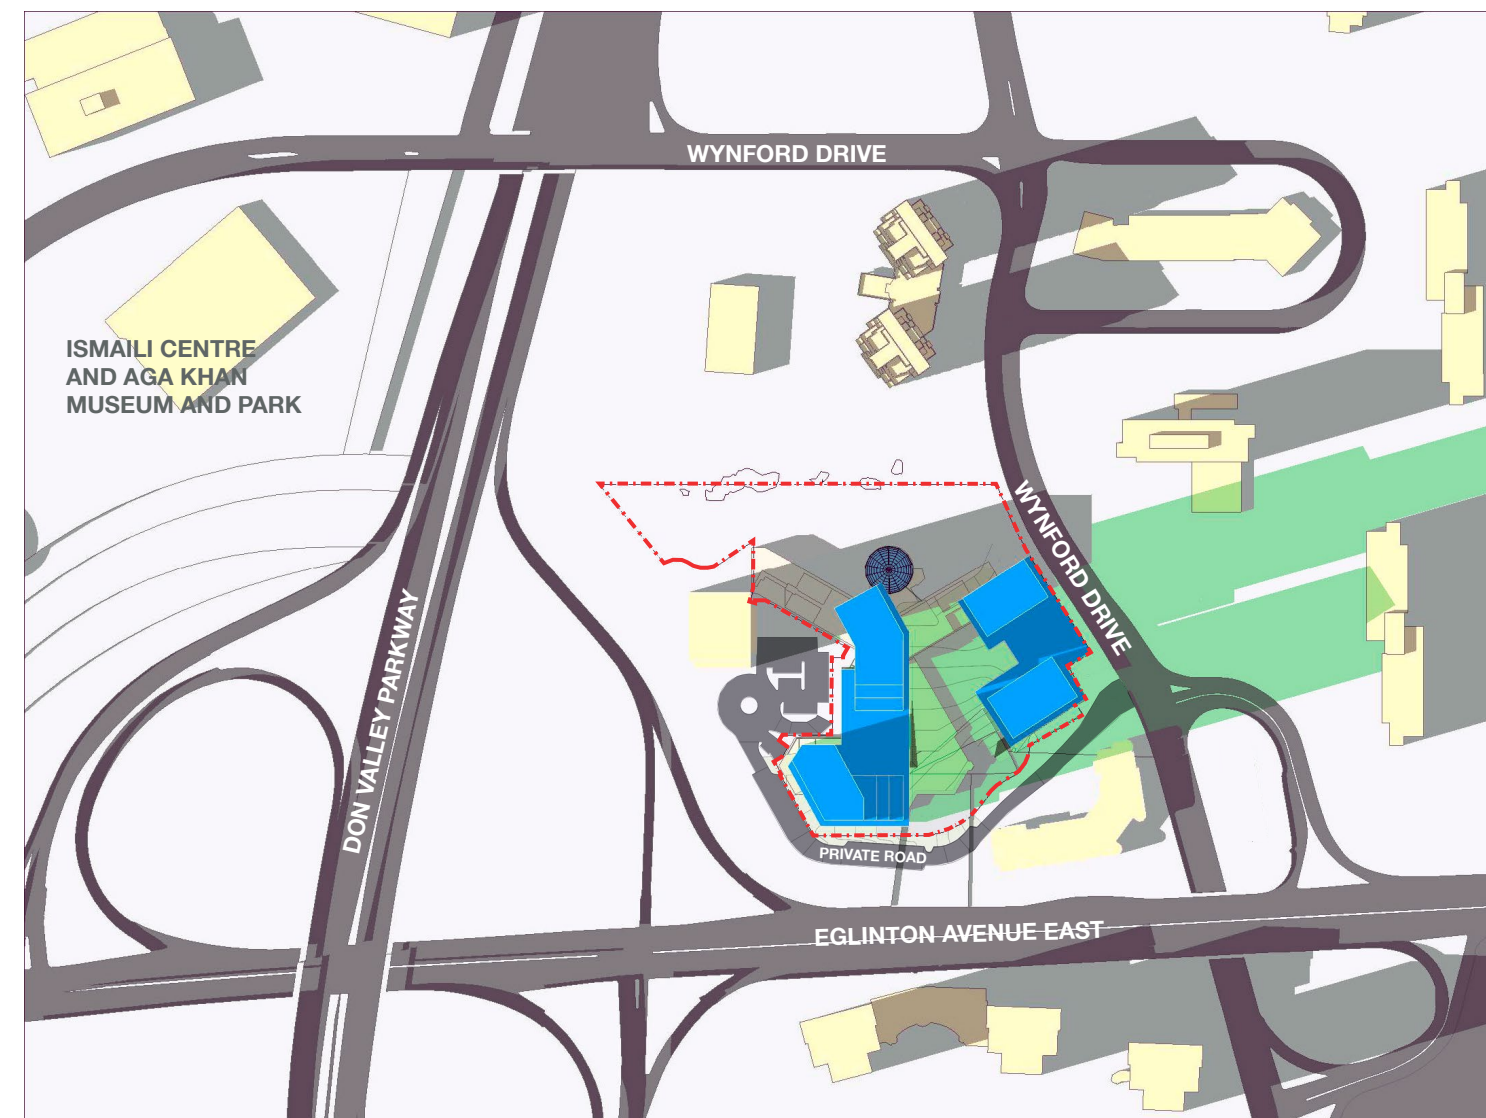 WYNFORD DRIVE
ISMAILI CENTRE
AND AGA KHAN
MUSEUM AND PARK
WYNFORD DRIVE
DON VALLEY PARKWAY
PRIVATE ROAD
EGLINTON AVENUE EAST